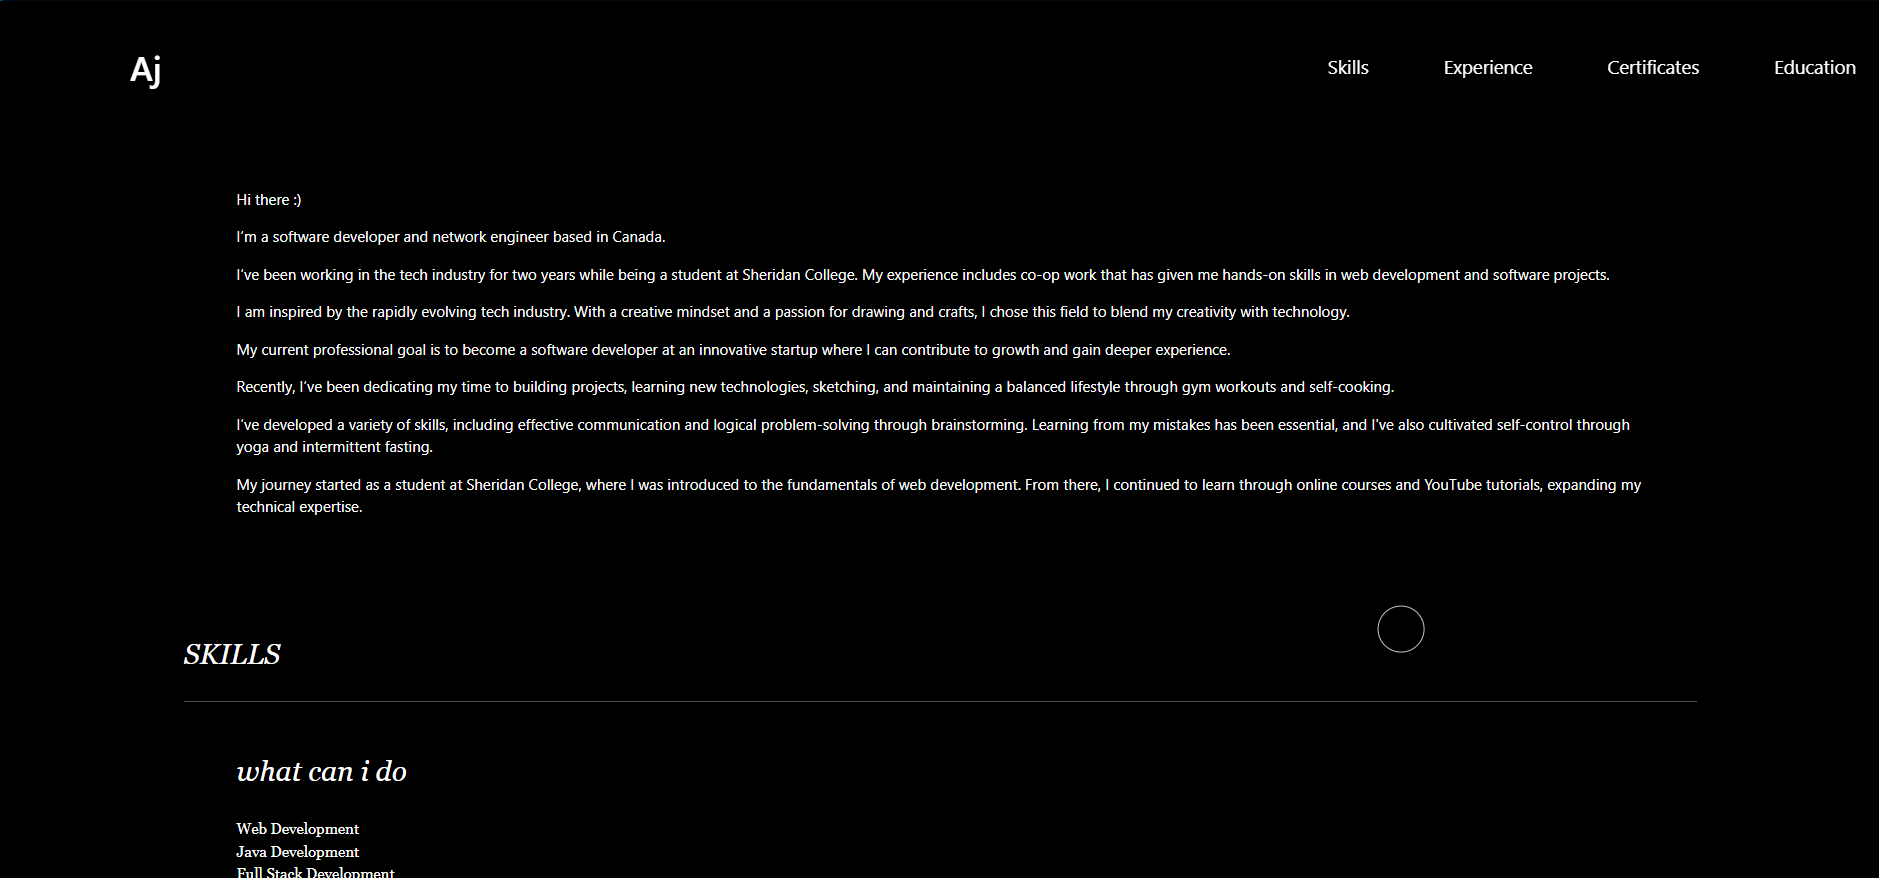 Aj
Skills Experience Certificates Education
Hi there :)
I'm a software developer and network engineer based in Canada.
I've been working in the tech industry for two years while being a student at Sheridan College. My experience includes co-op work that has given me hands-on skills in web development and software projects.
I am inspired by the rapidly evolving tech industry. With a creative mindset and a passion for drawing and crafts, I chose this field to blend my creativity with technology.
My current professional goal is to become a software developer at an innovative startup where I can contribute to growth and gain deeper experience.
Recently, I've been dedicating my time to building projects, learning new technologies, sketching, and maintaining a balanced lifestyle through gym workouts and self-cooking.
I've developed a variety of skills, including effective communication and logical problem-solving through brainstorming. Learning from my mistakes has been essential, and I've also cultivated self-control through
yoga and intermittent fasting.
My journey started as a student at Sheridan College, where I was introduced to the fundamentals of web development. From there, I continued to learn through online courses and YouTube tutorials, expanding my
technical expertise.
SKILLS
what can i do
Web Development
Java Development
Full Stack Development